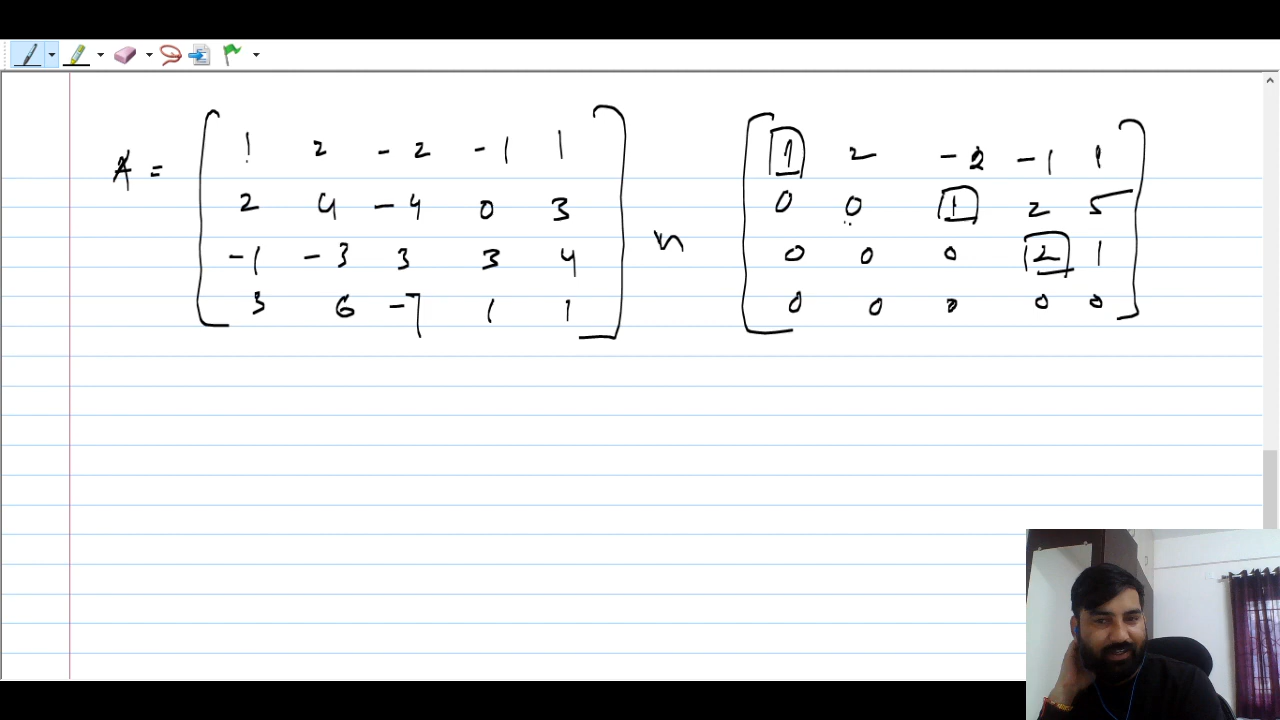 A = [ 1 2 -2 -1 1 ] ~ [ 1 2 -2 -1 1 ]
2 4 -4 0 3 0 0 1 2 5
-1 -3 3 3 4 0 0 0 2 1
3 6 -7 1 1 0 0 0 0 0